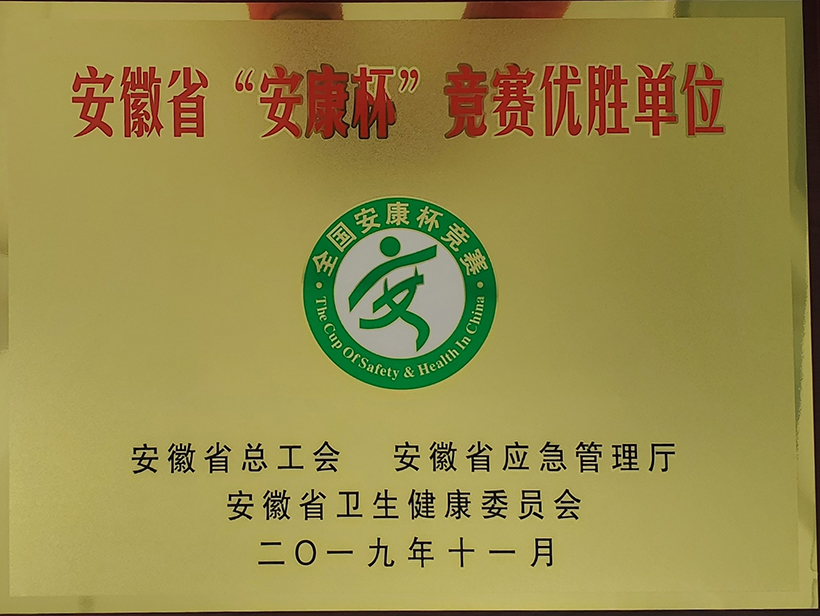 安徽省“安康杯”竞赛优胜单位
·全国安康杯竞赛·
The Cup Of Safety & Health In China
安徽省总工会 安徽省应急管理厅
安徽省卫生健康委员会
二〇一九年十一月